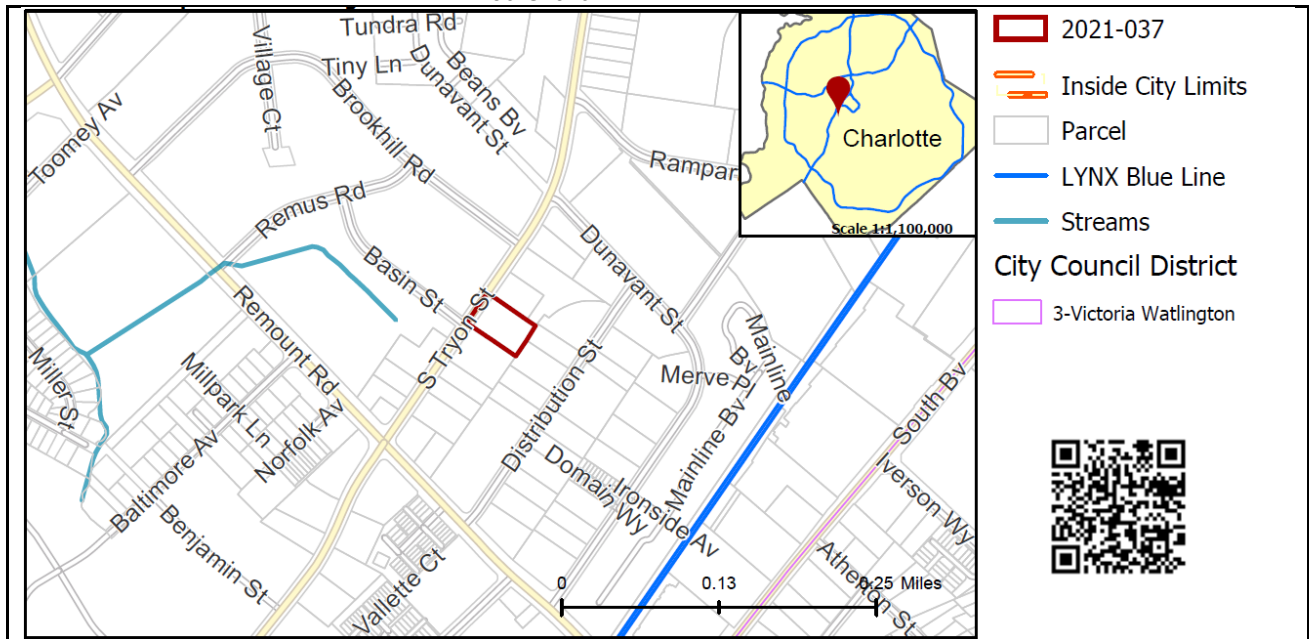 Tundra Rd
Tiny Ln
Village Ct
Dunavant St
Beans Bv
Brookhill Rd
Toomey Av
Rampar
Remus Rd
Basin St
Dunavant St
S Tryon St
Remount Rd
Mainline Bv
Merve Pl
Miller St
Millpark Ln
Norfolk Av
Distribution St
Mainline Bv
South Bv
Baltimore Av
Domain Wy
Ironside Av
Iverson Wy
Benjamin St
Vallette Ct
Atherton St
0 0.13 0.25 Miles
Charlotte
Scale 1:1,100,000
2021-037
Inside City Limits
Parcel
LYNX Blue Line
Streams
City Council District
3-Victoria Watlington